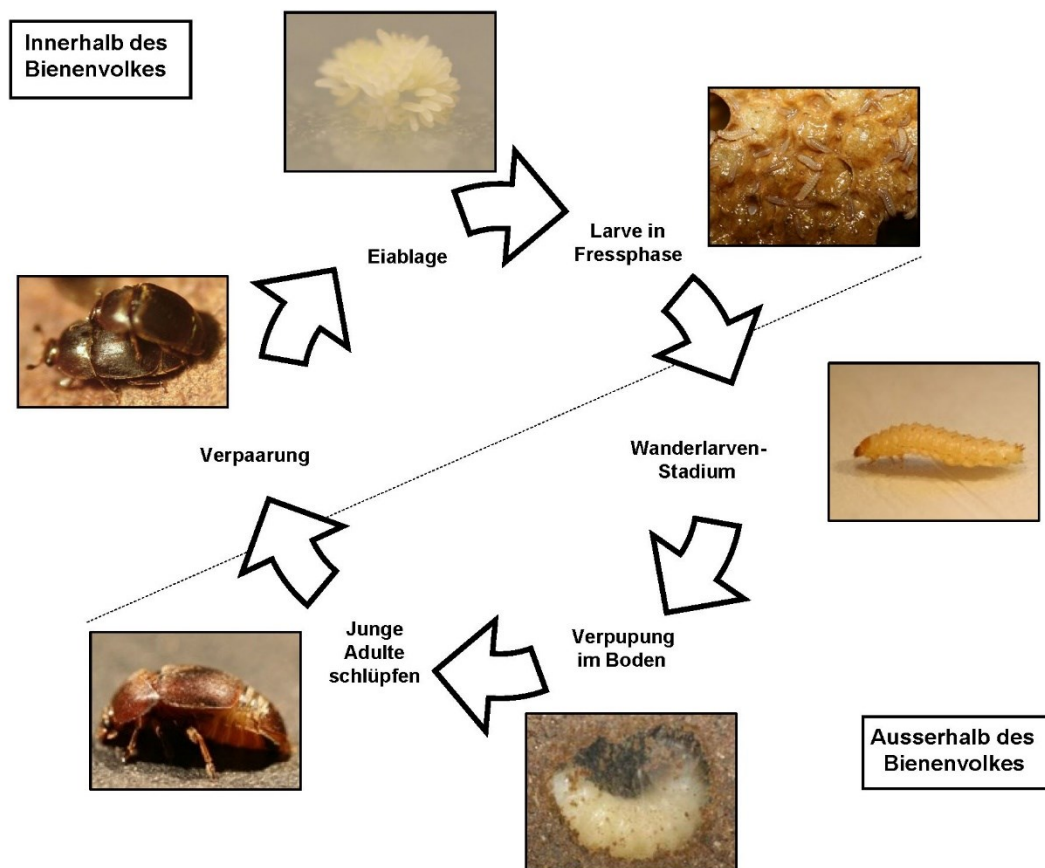 Innerhalb des
Bienenvolkes
Eiablage
Larve in
Fressphase
Verpaarung
Wanderlarven-
Stadium
Junge
Adulte
schlüpfen
Verpupung
im Boden
Ausserhalb des
Bienenvolkes